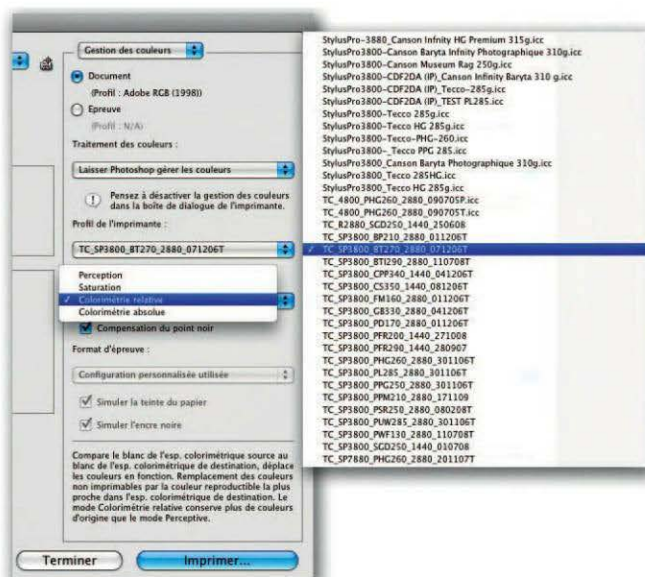 Gestion des couleurs
Document
(Profil : Adobe RGB (1998))
Epreuve
(Profil : N/A)
Traitement des couleurs :
Laisser Photoshop gérer les couleurs
Pensez à désactiver la gestion des couleurs
dans la boîte de dialogue de l'imprimante.
Profil de l'imprimante :
TC_SP3800_BT270_2880_071206T
Perception
Saturation
✓ Colorimétrie relative
Colorimétrie absolue
Compensation du point noir
Format d'épreuve :
Configuration personnalisée utilisée
Simuler la teinte du papier
Simuler l'encre noire
Compare le blanc de l'esp. colorimétrique source au
blanc de l'esp. colorimétrique de destination, déplace
les couleurs en fonction. Remplacement des couleurs
non imprimables par la couleur reproductible la plus
proche dans l'esp. colorimétrique de destination. Le
mode Colorimétrie relative conserve plus de couleurs
d'origine que le mode Perceptive.
Terminer
Imprimer...
StylusPro-3880_Canson Infnity HG Premium 315g.icc
StylusPro3800-Canson Baryta Infnity Photographique 310g.icc
StylusPro3800-Canson Museum Rag 250g.icc
StylusPro3800-CDF2DA (IP)_Canson Infinity Baryta 310 g.icc
StylusPro3800-CDF2DA (IP)_Tecco-285g.icc
StylusPro3800-CDF2DA (IP)_TEST PL285.icc
StylusPro3800-Tecco 285g.icc
StylusPro3800-Tecco HG 285g.icc
StylusPro3800-Tecco-PHG-260.icc
StylusPro3800-_Tecco PPG 285.icc
StylusPro3800_Canson Baryta Photographique 310g.icc
StylusPro3800_Tecco 285HG.icc
StylusPro3800_Tecco HG 285g.icc
TC_4800_PHG260_2880_090705P.icc
TC_4800_PHG260_2880_090705T.icc
TC_R2880_SGD250_1440_250608
TC_SP3800_BP210_2880_011206T
✓ TC_SP3800_BT270_2880_071206T
TC_SP3800_BTI290_2880_110708T
TC_SP3800_CPP340_1440_041206T
TC_SP3800_CS350_1440_081206T
TC_SP3800_FM160_2880_011206T
TC_SP3800_GB330_2880_041206T
TC_SP3800_PD170_2880_011206T
TC_SP3800_PFR200_1440_271008
TC_SP3800_PFR290_1440_280907
TC_SP3800_PHG260_2880_301106T
TC_SP3800_PL285_2880_301106T
TC_SP3800_PPG250_2880_301106T
TC_SP3800_PPM210_2880_171109
TC_SP3800_PSR250_2880_080208T
TC_SP3800_PUW285_2880_301106T
TC_SP3800_PWF130_2880_110708T
TC_SP3800_SGD250_1440_010708
TC_SP7880_PHG260_2880_201107T